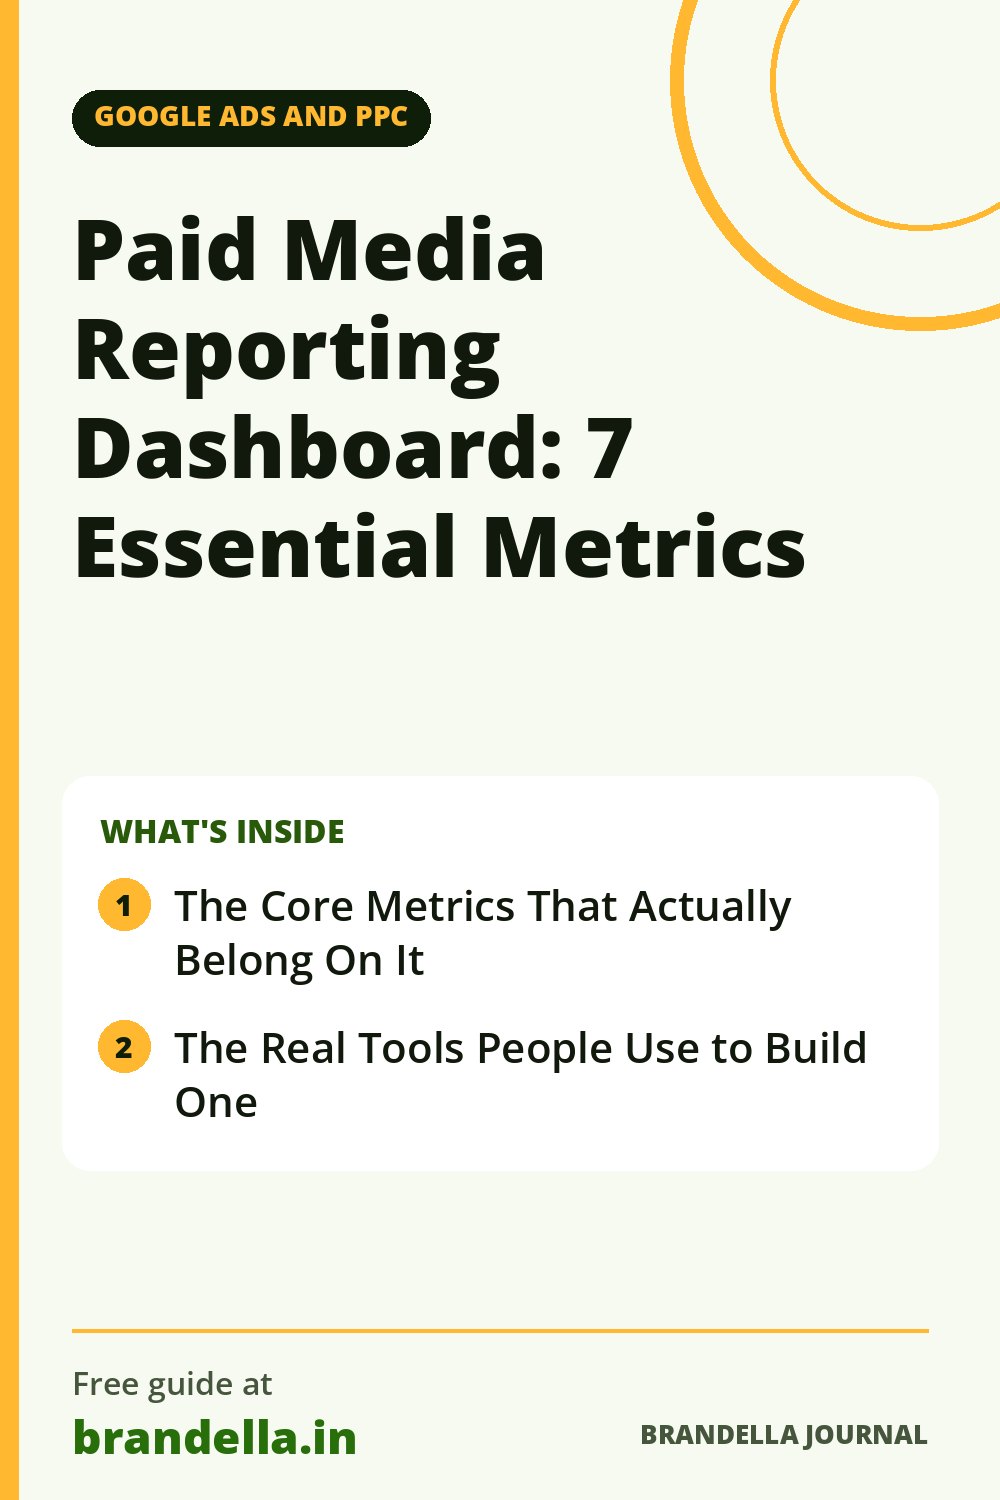 GOOGLE ADS AND PPC
Paid Media
Reporting
Dashboard: 7
Essential Metrics
WHAT'S INSIDE
1 The Core Metrics That Actually
Belong On It
2 The Real Tools People Use to Build
One
Free guide at
brandella.in
BRANDELLA JOURNAL